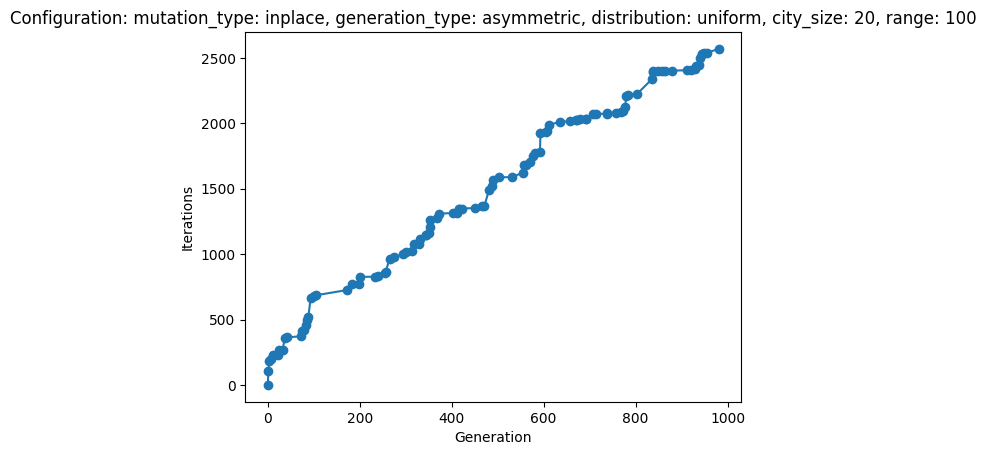 Configuration: mutation_type: inplace, generation_type: asymmetric, distribution: uniform, city_size: 20, range: 100
2500
2000
1500
1000
500
0
Iterations
0 200 400 600 800 1000
Generation